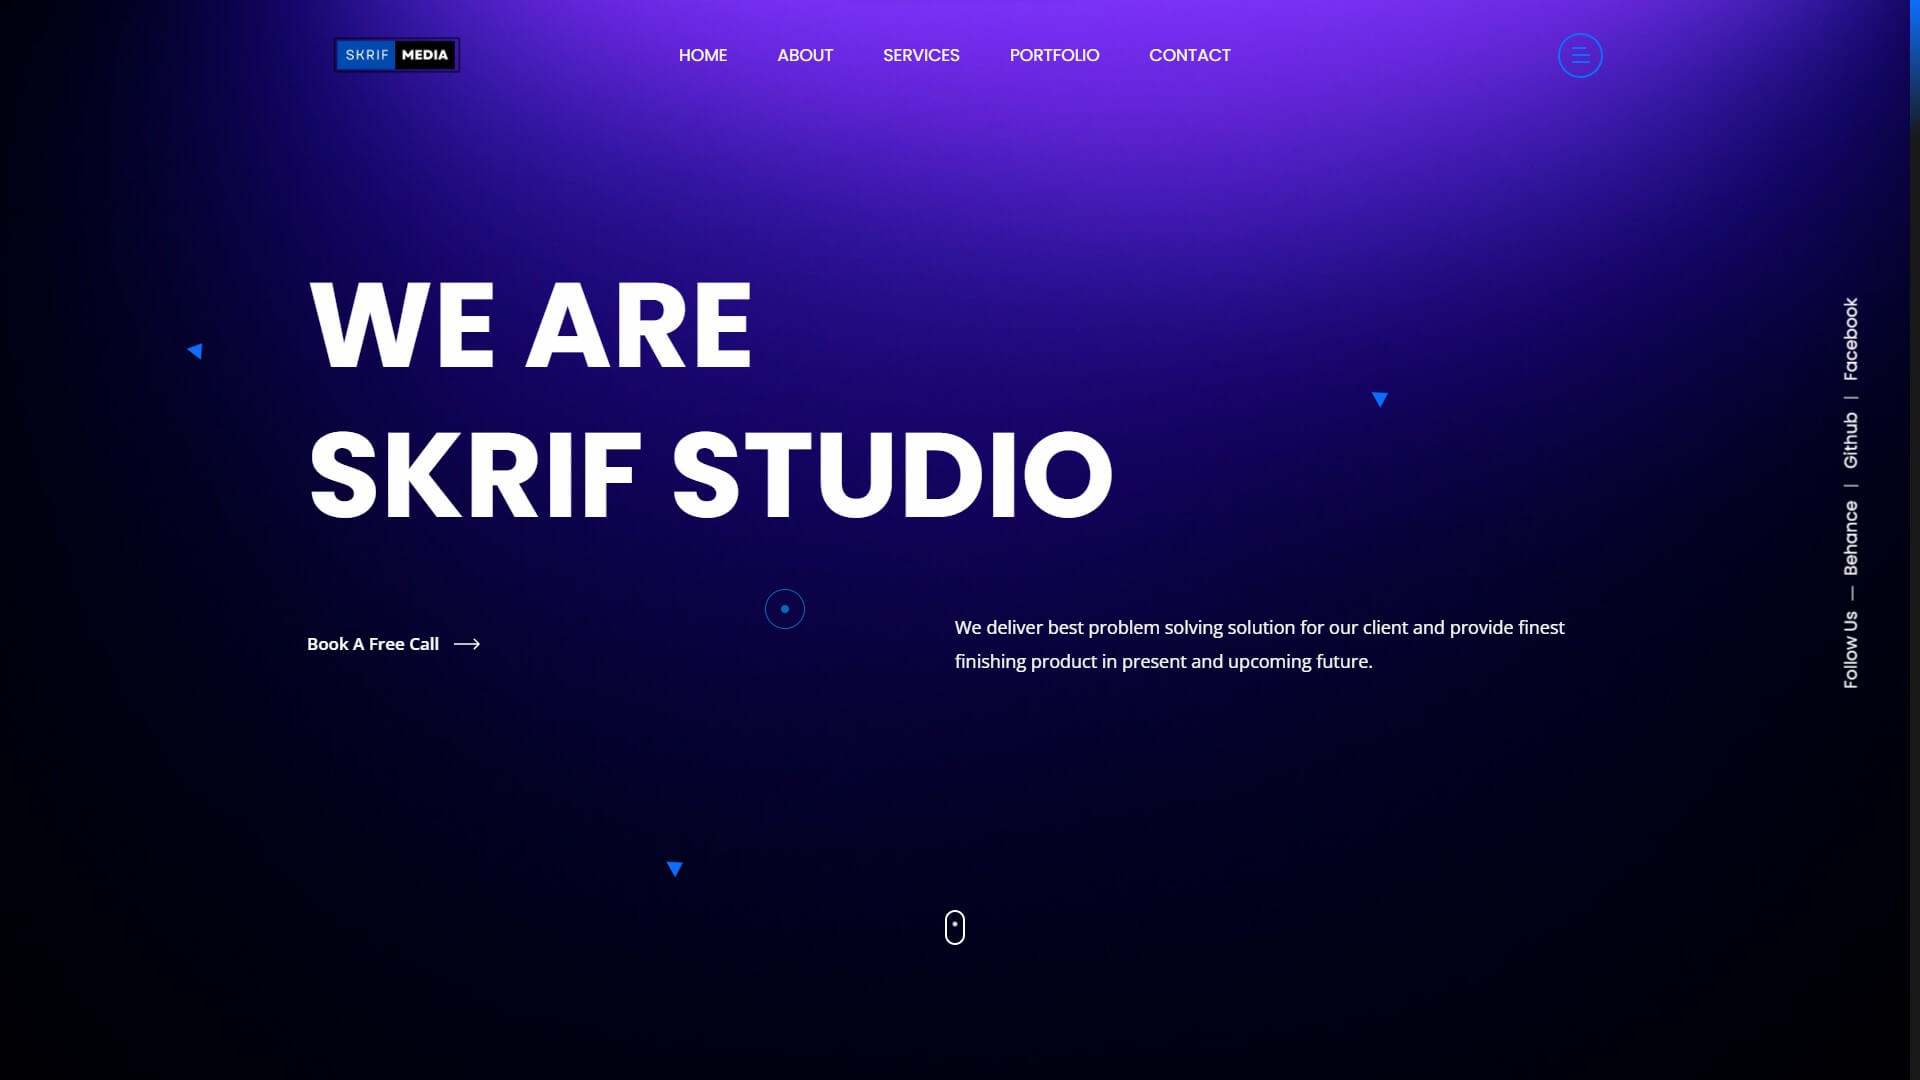 SKRIF MEDIA
HOME ABOUT SERVICES PORTFOLIO CONTACT
WE ARE
SKRIF STUDIO
Book A Free Call
We deliver best problem solving solution for our client and provide finest
finishing product in present and upcoming future.
Follow Us — Behance | Github | Facebook